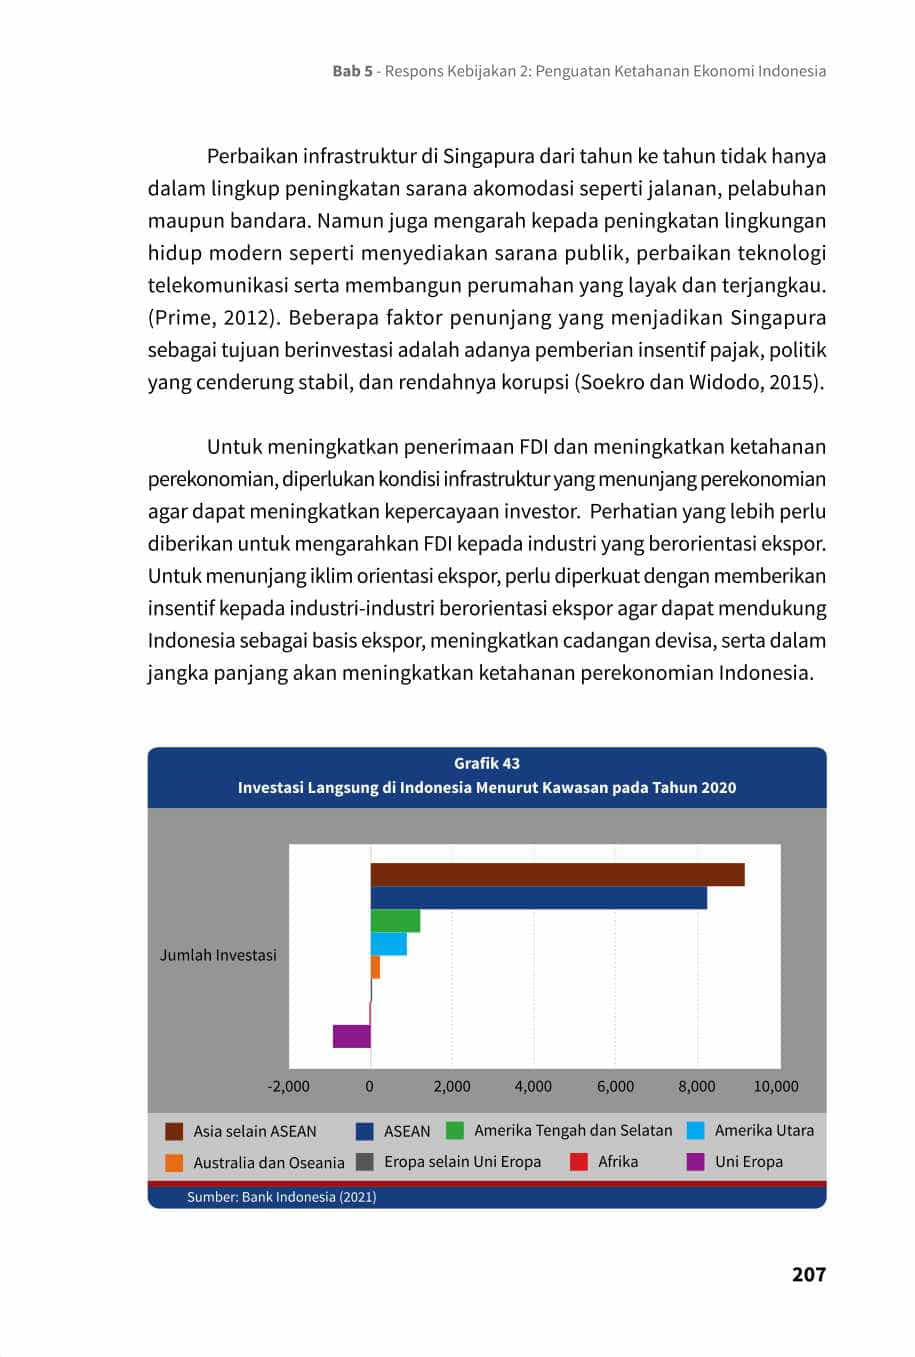 Bab 5 - Respons Kebijakan 2: Penguatan Ketahanan Ekonomi Indonesia
Perbaikan infrastruktur di Singapura dari tahun ke tahun tidak hanya
dalam lingkup peningkatan sarana akomodasi seperti jalanan, pelabuhan
maupun bandara. Namun juga mengarah kepada peningkatan lingkungan
hidup modern seperti menyediakan sarana publik, perbaikan teknologi
telekomunikasi serta membangun perumahan yang layak dan terjangkau.
(Prime, 2012). Beberapa faktor penunjang yang menjadikan Singapura
sebagai tujuan berinvestasi adalah adanya pemberian insentif pajak, politik
yang cenderung stabil, dan rendahnya korupsi (Soekro dan Widodo, 2015).
Untuk meningkatkan penerimaan FDI dan meningkatkan ketahanan
perekonomian, diperlukan kondisi infrastruktur yang menunjang perekonomian
agar dapat meningkatkan kepercayaan investor. Perhatian yang lebih perlu
diberikan untuk mengarahkan FDI kepada industri yang berorientasi ekspor.
Untuk menunjang iklim orientasi ekspor, perlu diperkuat dengan memberikan
insentif kepada industri-industri berorientasi ekspor agar dapat mendukung
Indonesia sebagai basis ekspor, meningkatkan cadangan devisa, serta dalam
jangka panjang akan meningkatkan ketahanan perekonomian Indonesia.
Grafik 43
Investasi Langsung di Indonesia Menurut Kawasan pada Tahun 2020
Jumlah Investasi
-2,000 0 2,000 4,000 6,000 8,000 10,000
Asia selain ASEAN ASEAN Amerika Tengah dan Selatan Amerika Utara
Australia dan Oseania Eropa selain Uni Eropa Afrika Uni Eropa
Sumber: Bank Indonesia (2021)
207